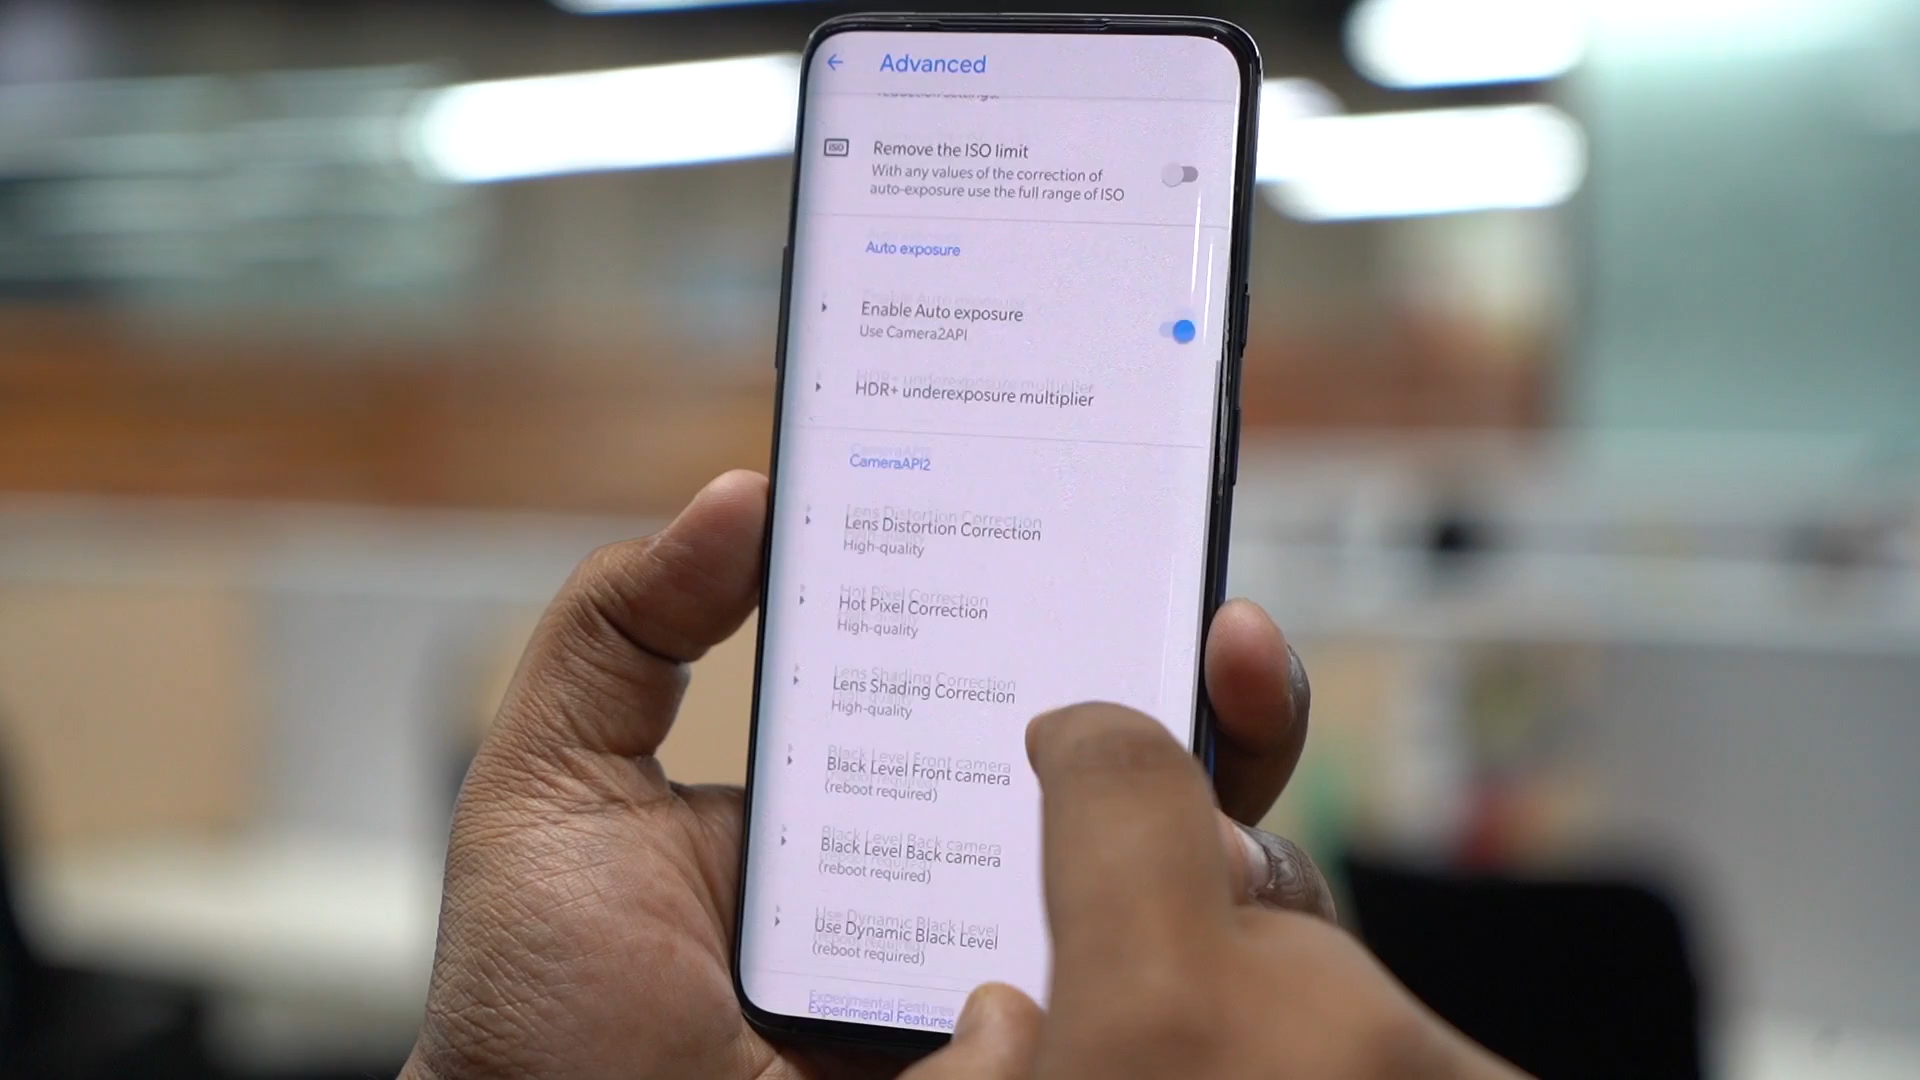 Advanced
reduction settings.
ISO
Remove the ISO limit
With any values of the correction of
auto-exposure use the full range of ISO
Auto exposure
Enable Auto exposure
Use Camera2API
HDR+ underexposure multiplier
CameraAPI2
Lens Distortion Correction
High-quality
Hot Pixel Correction
High-quality
Lens Shading Correction
High-quality
Black Level Front camera
(reboot required)
Black Level Back camera
(reboot required)
Use Dynamic Black Level
(reboot required)
Experimental Features